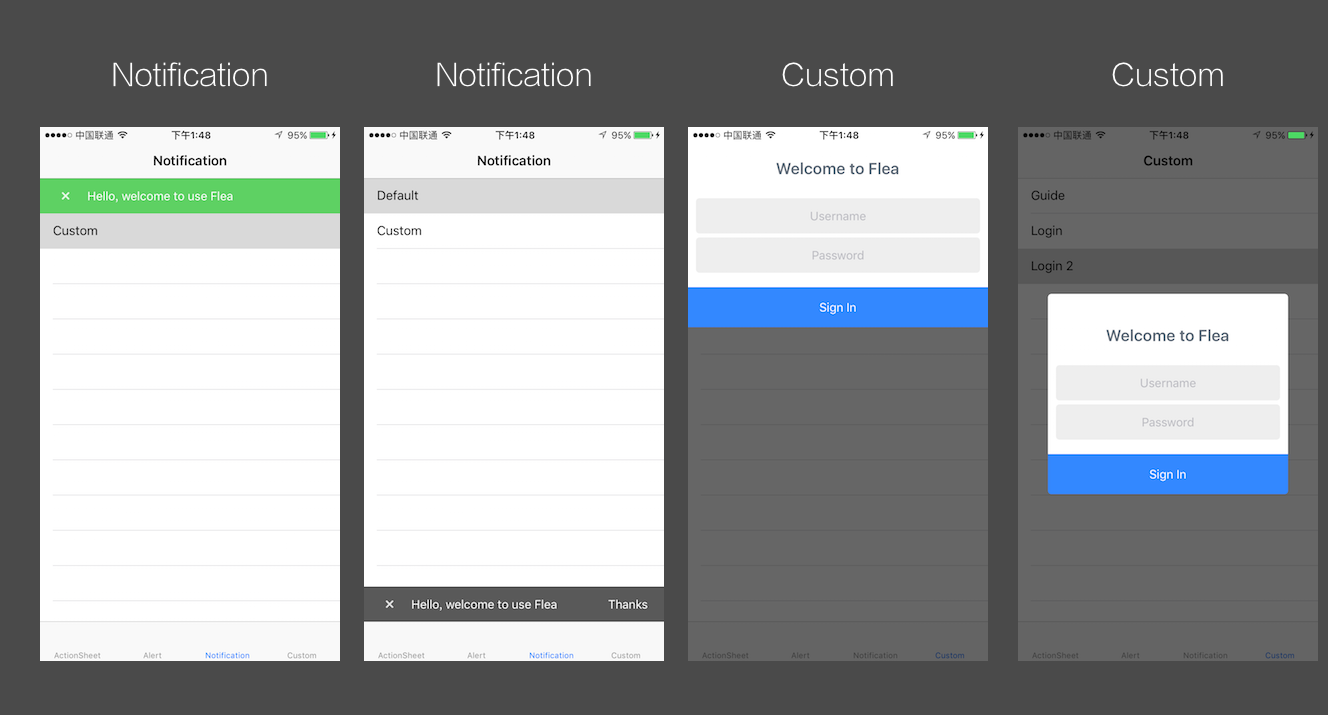 Notification
中国联通 下午1:48 95%
Notification
× Hello, welcome to use Flea
Custom
ActionSheet Alert Notification Custom
Notification
中国联通 下午1:48 95%
Notification
Default
Custom
× Hello, welcome to use Flea Thanks
ActionSheet Alert Notification Custom
Custom
中国联通 下午1:48 95%
Welcome to Flea
Username
Password
Sign In
ActionSheet Alert Notification Custom
Custom
中国联通 下午1:48 95%
Custom
Guide
Login
Login 2
Welcome to Flea
Username
Password
Sign In
ActionSheet Alert Notification Custom